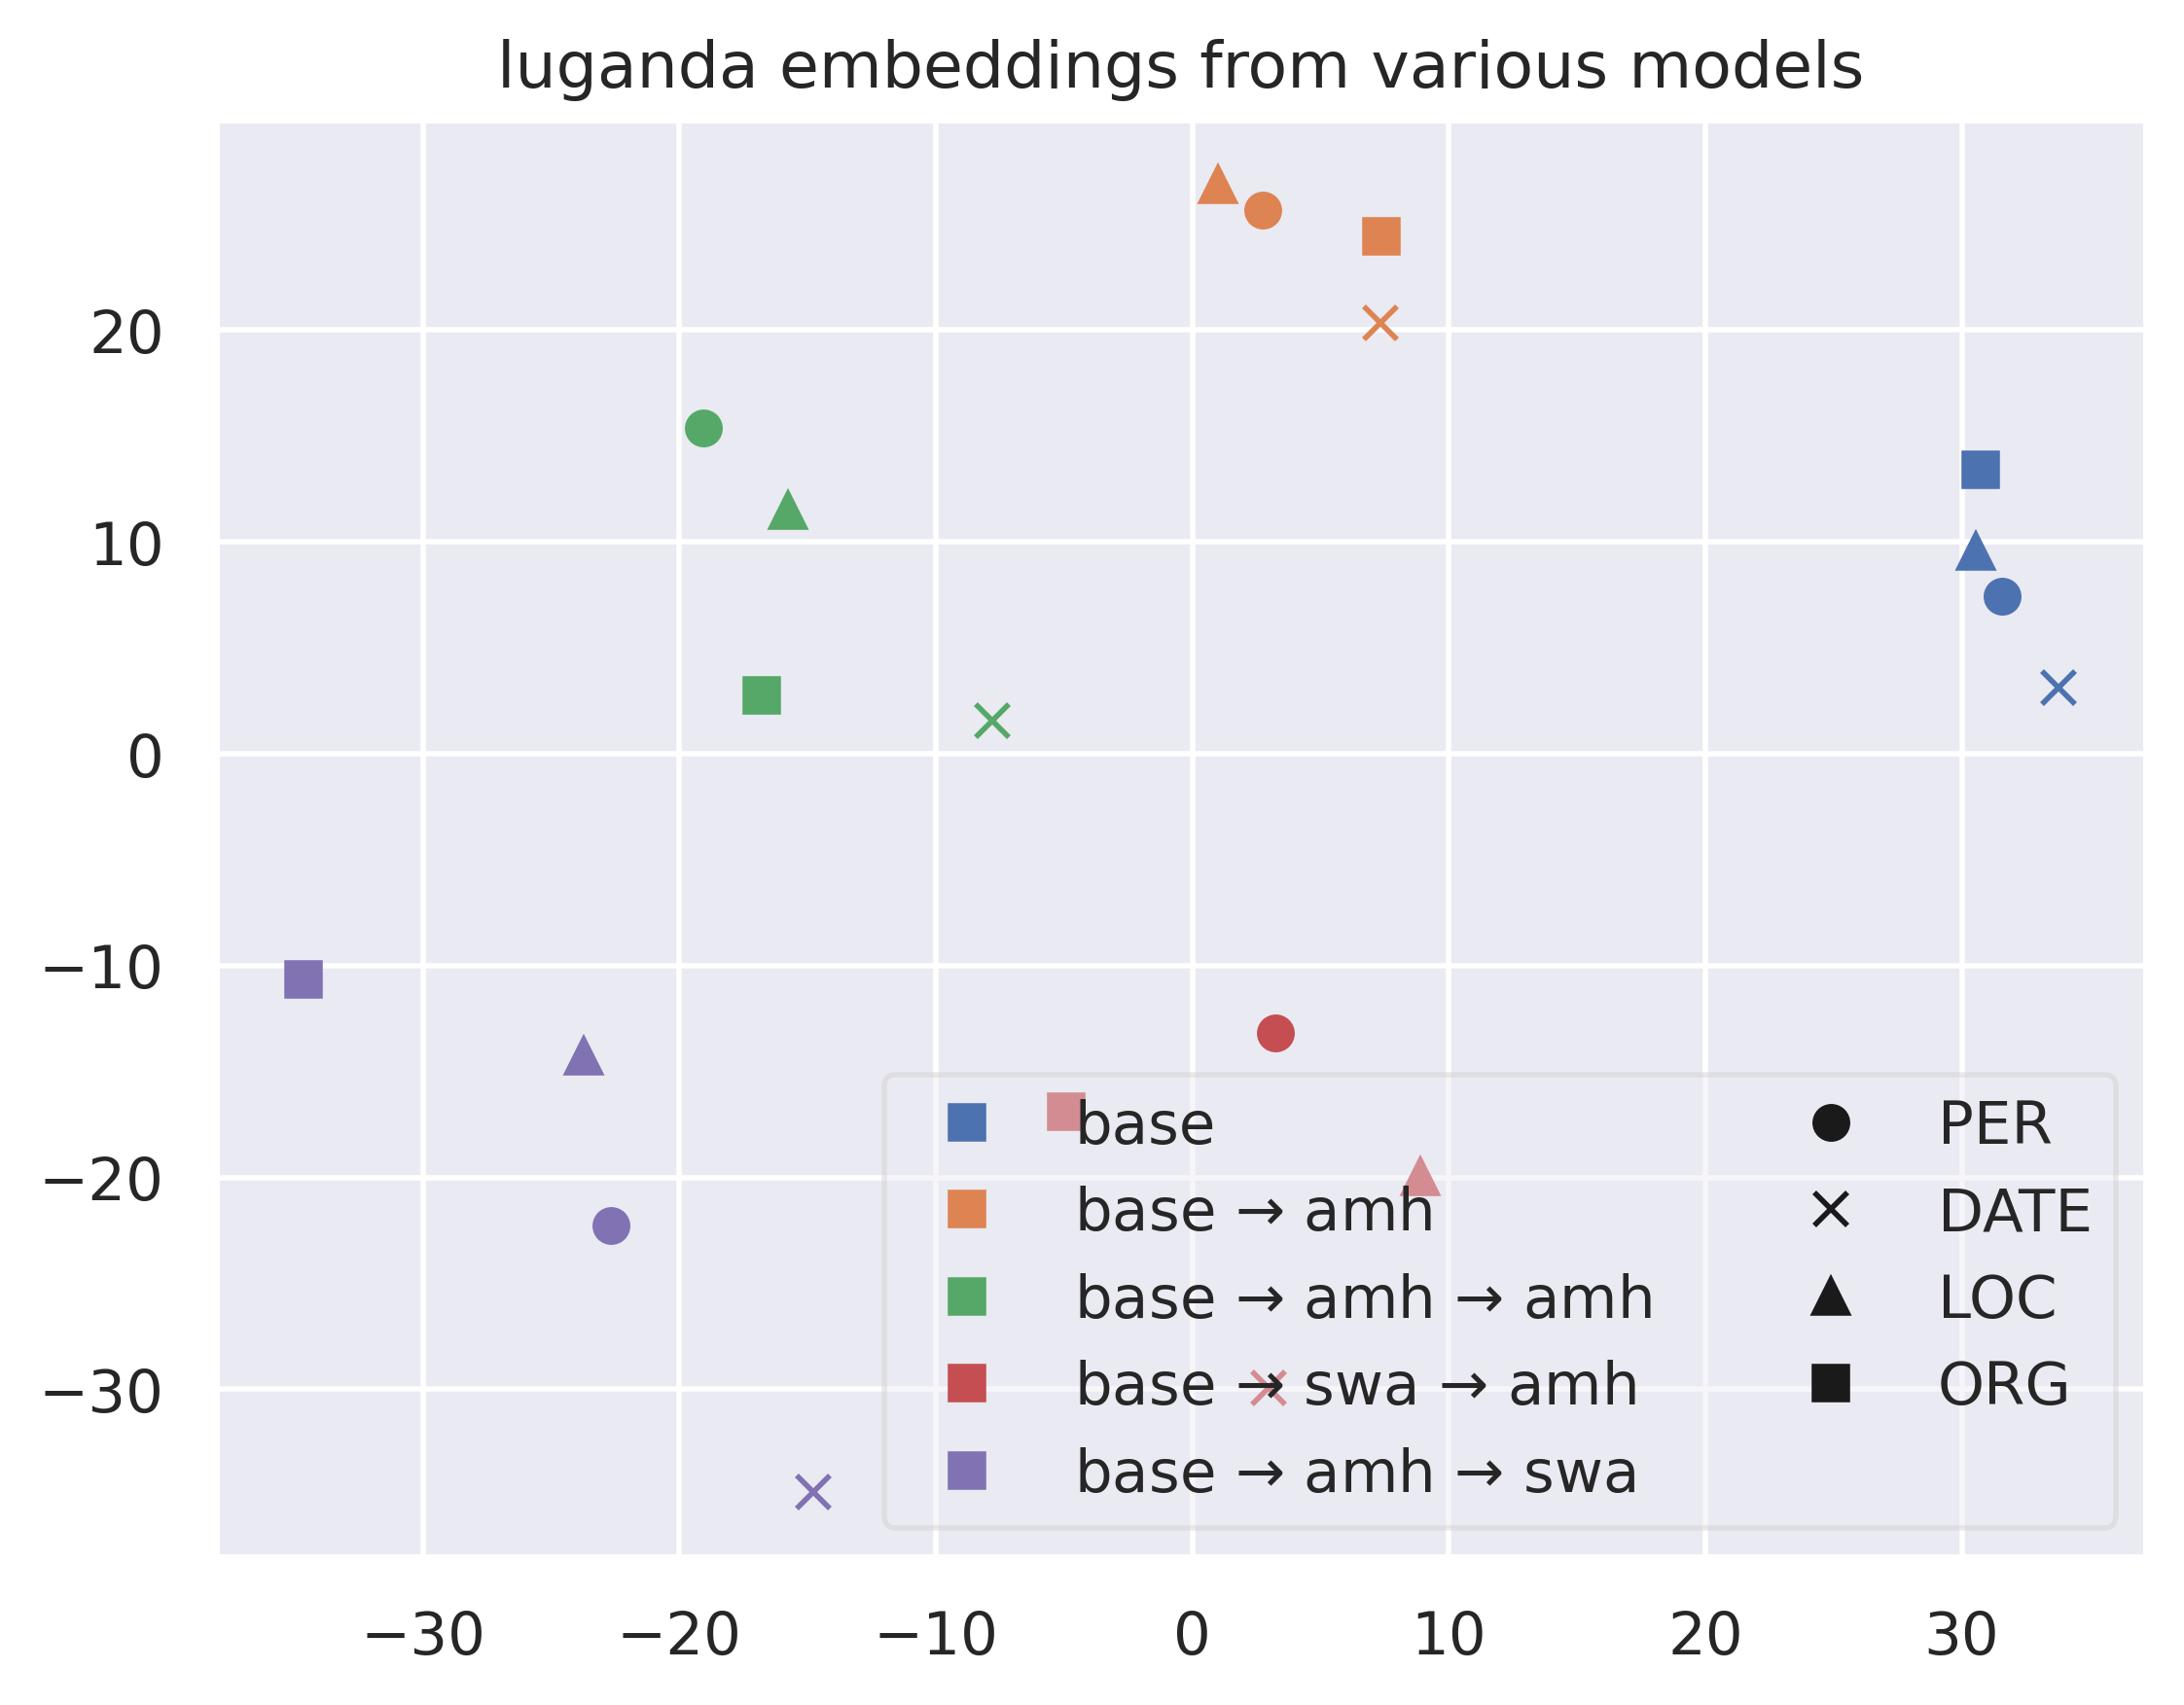 luganda embeddings from various models
20
10
0
−10
−20
−30
base
base → amh
base → amh → amh
base → swa → amh
base → amh → swa
PER
DATE
LOC
ORG
−30 −20 −10 0 10 20 30